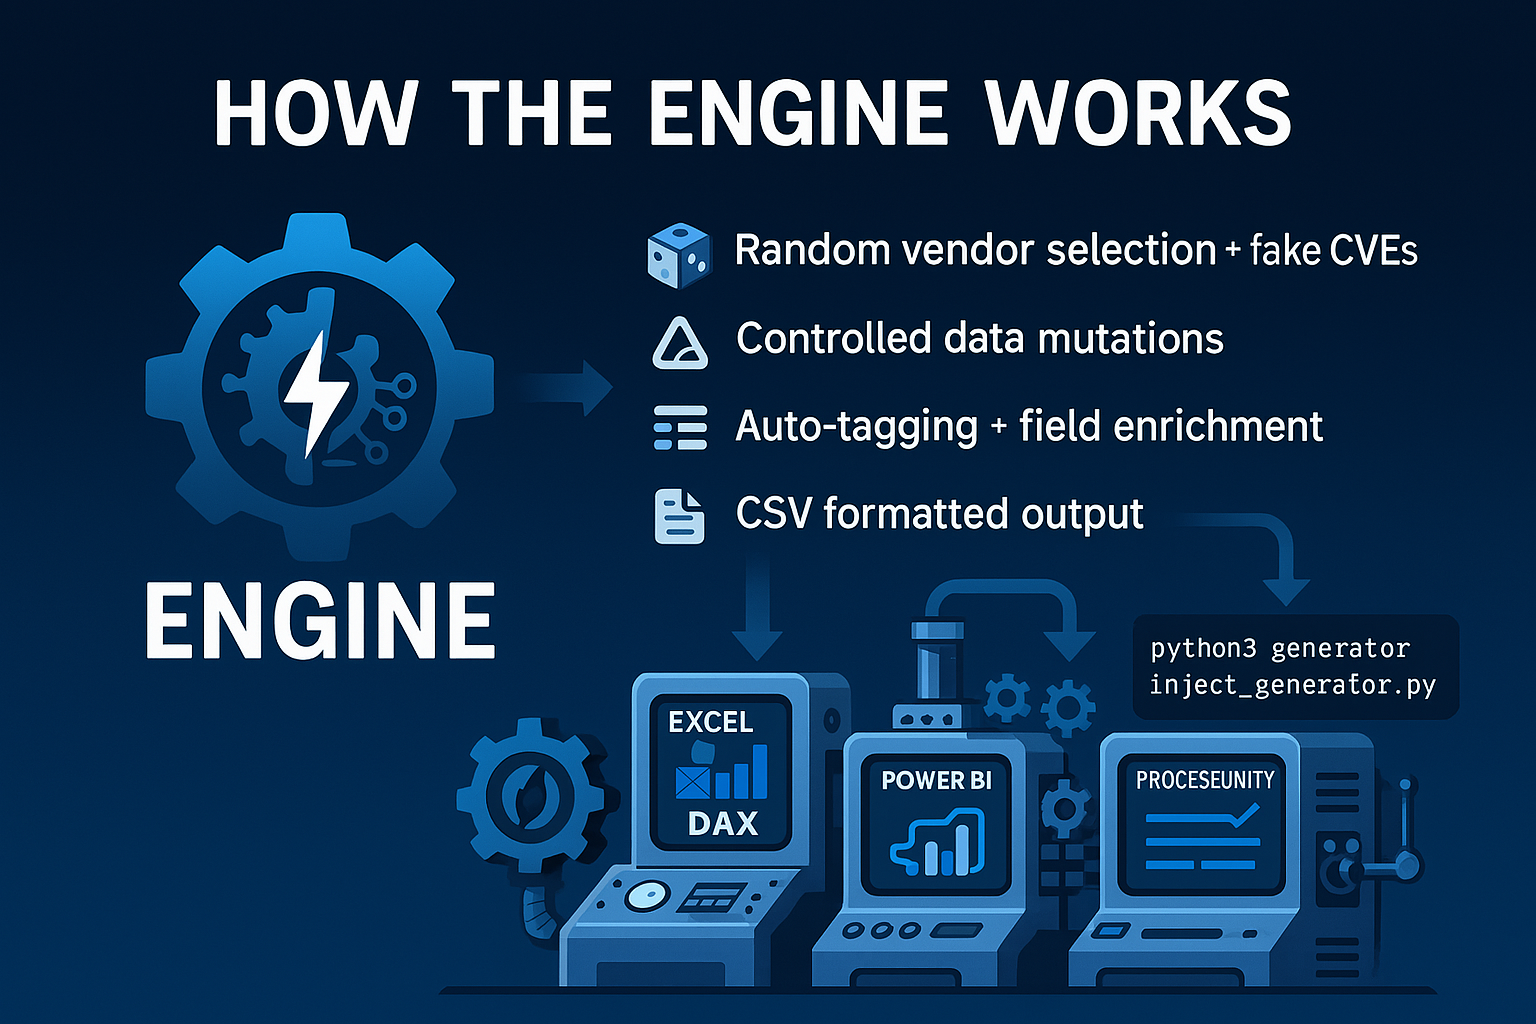 HOW THE ENGINE WORKS
Random vendor selection + fake CVEs
Controlled data mutations
Auto-tagging + field enrichment
CSV formatted output
ENGINE
python3 generator
inject_generafor.py
EXCEL
DAX
POWER BI
PROCESEUNITY